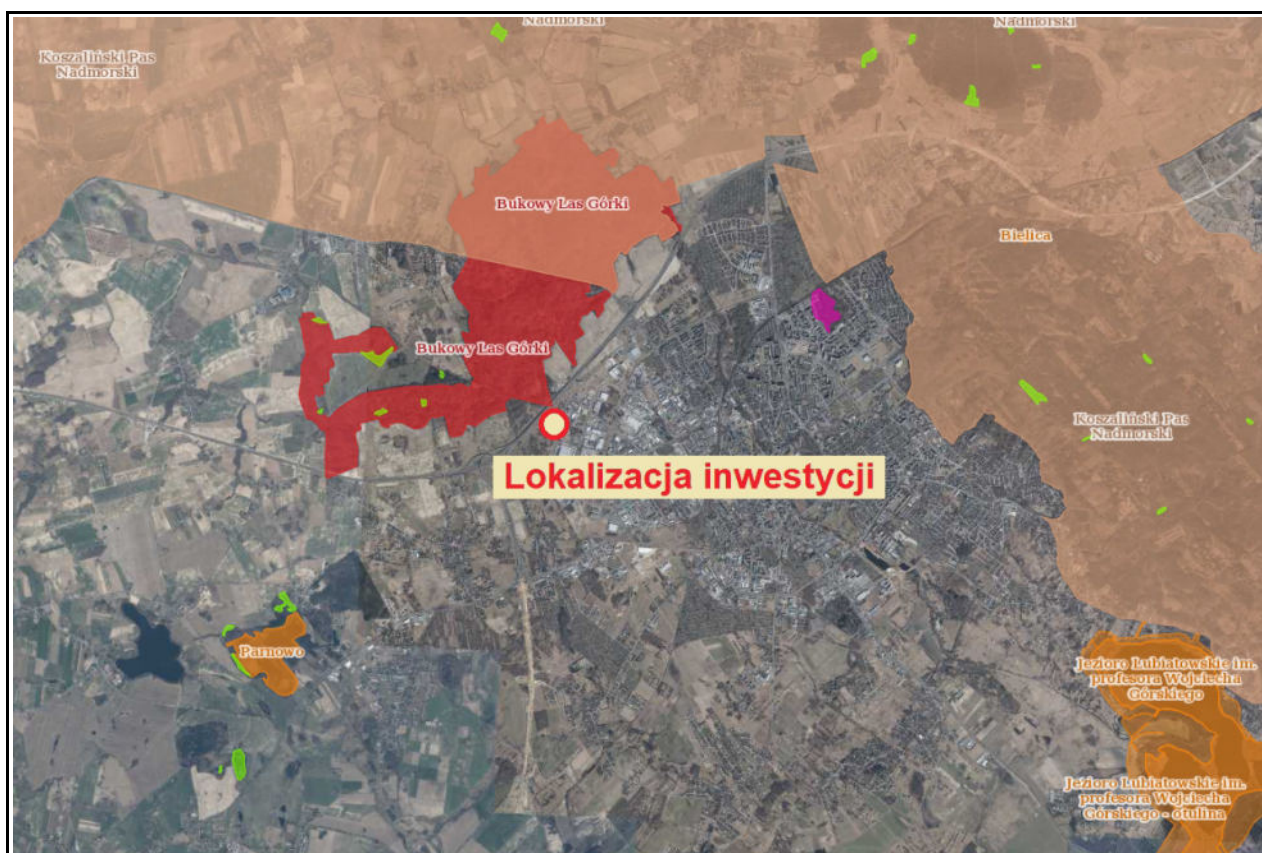 Nadmorski
Nadmorski
Koszaliński Pas
Nadmorski
Bukowy Las Górki
Bielica
Bukowy Las Górki
Koszaliński Pas
Nadmorski
Lokalizacja inwestycji
Parnowo
Jezioro Lubiatowskie im.
profesora Wojciecha
Górskiego
Jezioro Lubiatowskie im.
profesora Wojciecha
Górskiego - otulina